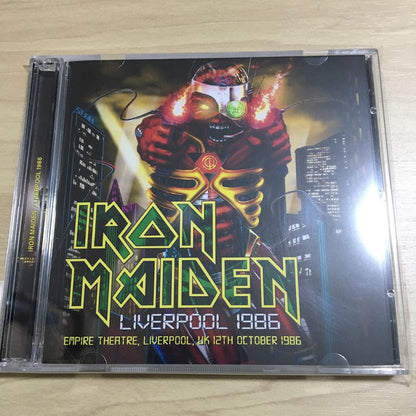 IRON MAIDEN LIVERPOOL 1986
IRON
MAIDEN
LIVERPOOL 1986
EMPIRE THEATRE, LIVERPOOL, UK 12TH OCTOBER 1986